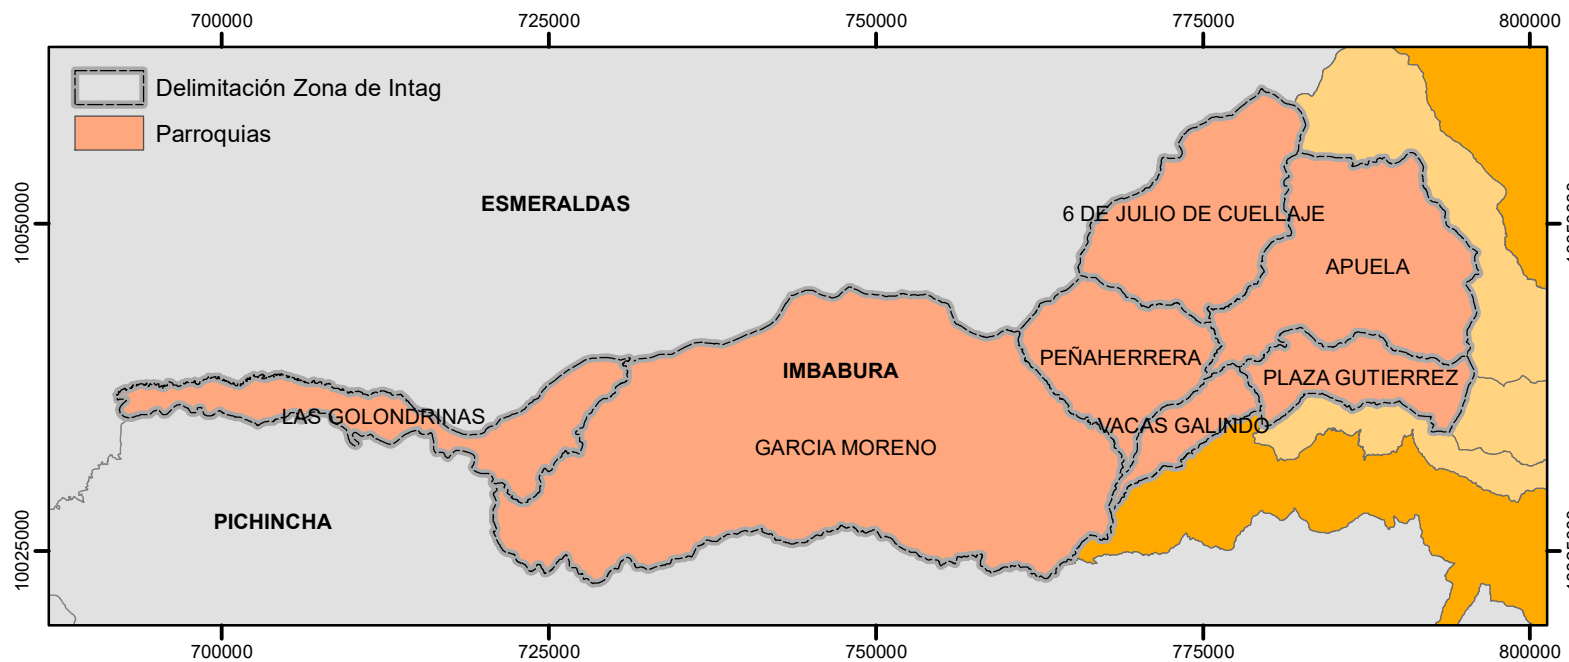 700000 725000 750000 775000 800000
Delimitación Zona de Intag
Parroquias
ESMERALDAS
10050000
6 DE JULIO DE CUELLAJE
APUELA
PEÑAHERRERA
IMBABURA
PLAZA GUTIERREZ
LAS GOLONDRINAS
VACAS GALINDO
GARCIA MORENO
PICHINCHA
10025000
700000 725000 750000 775000 800000